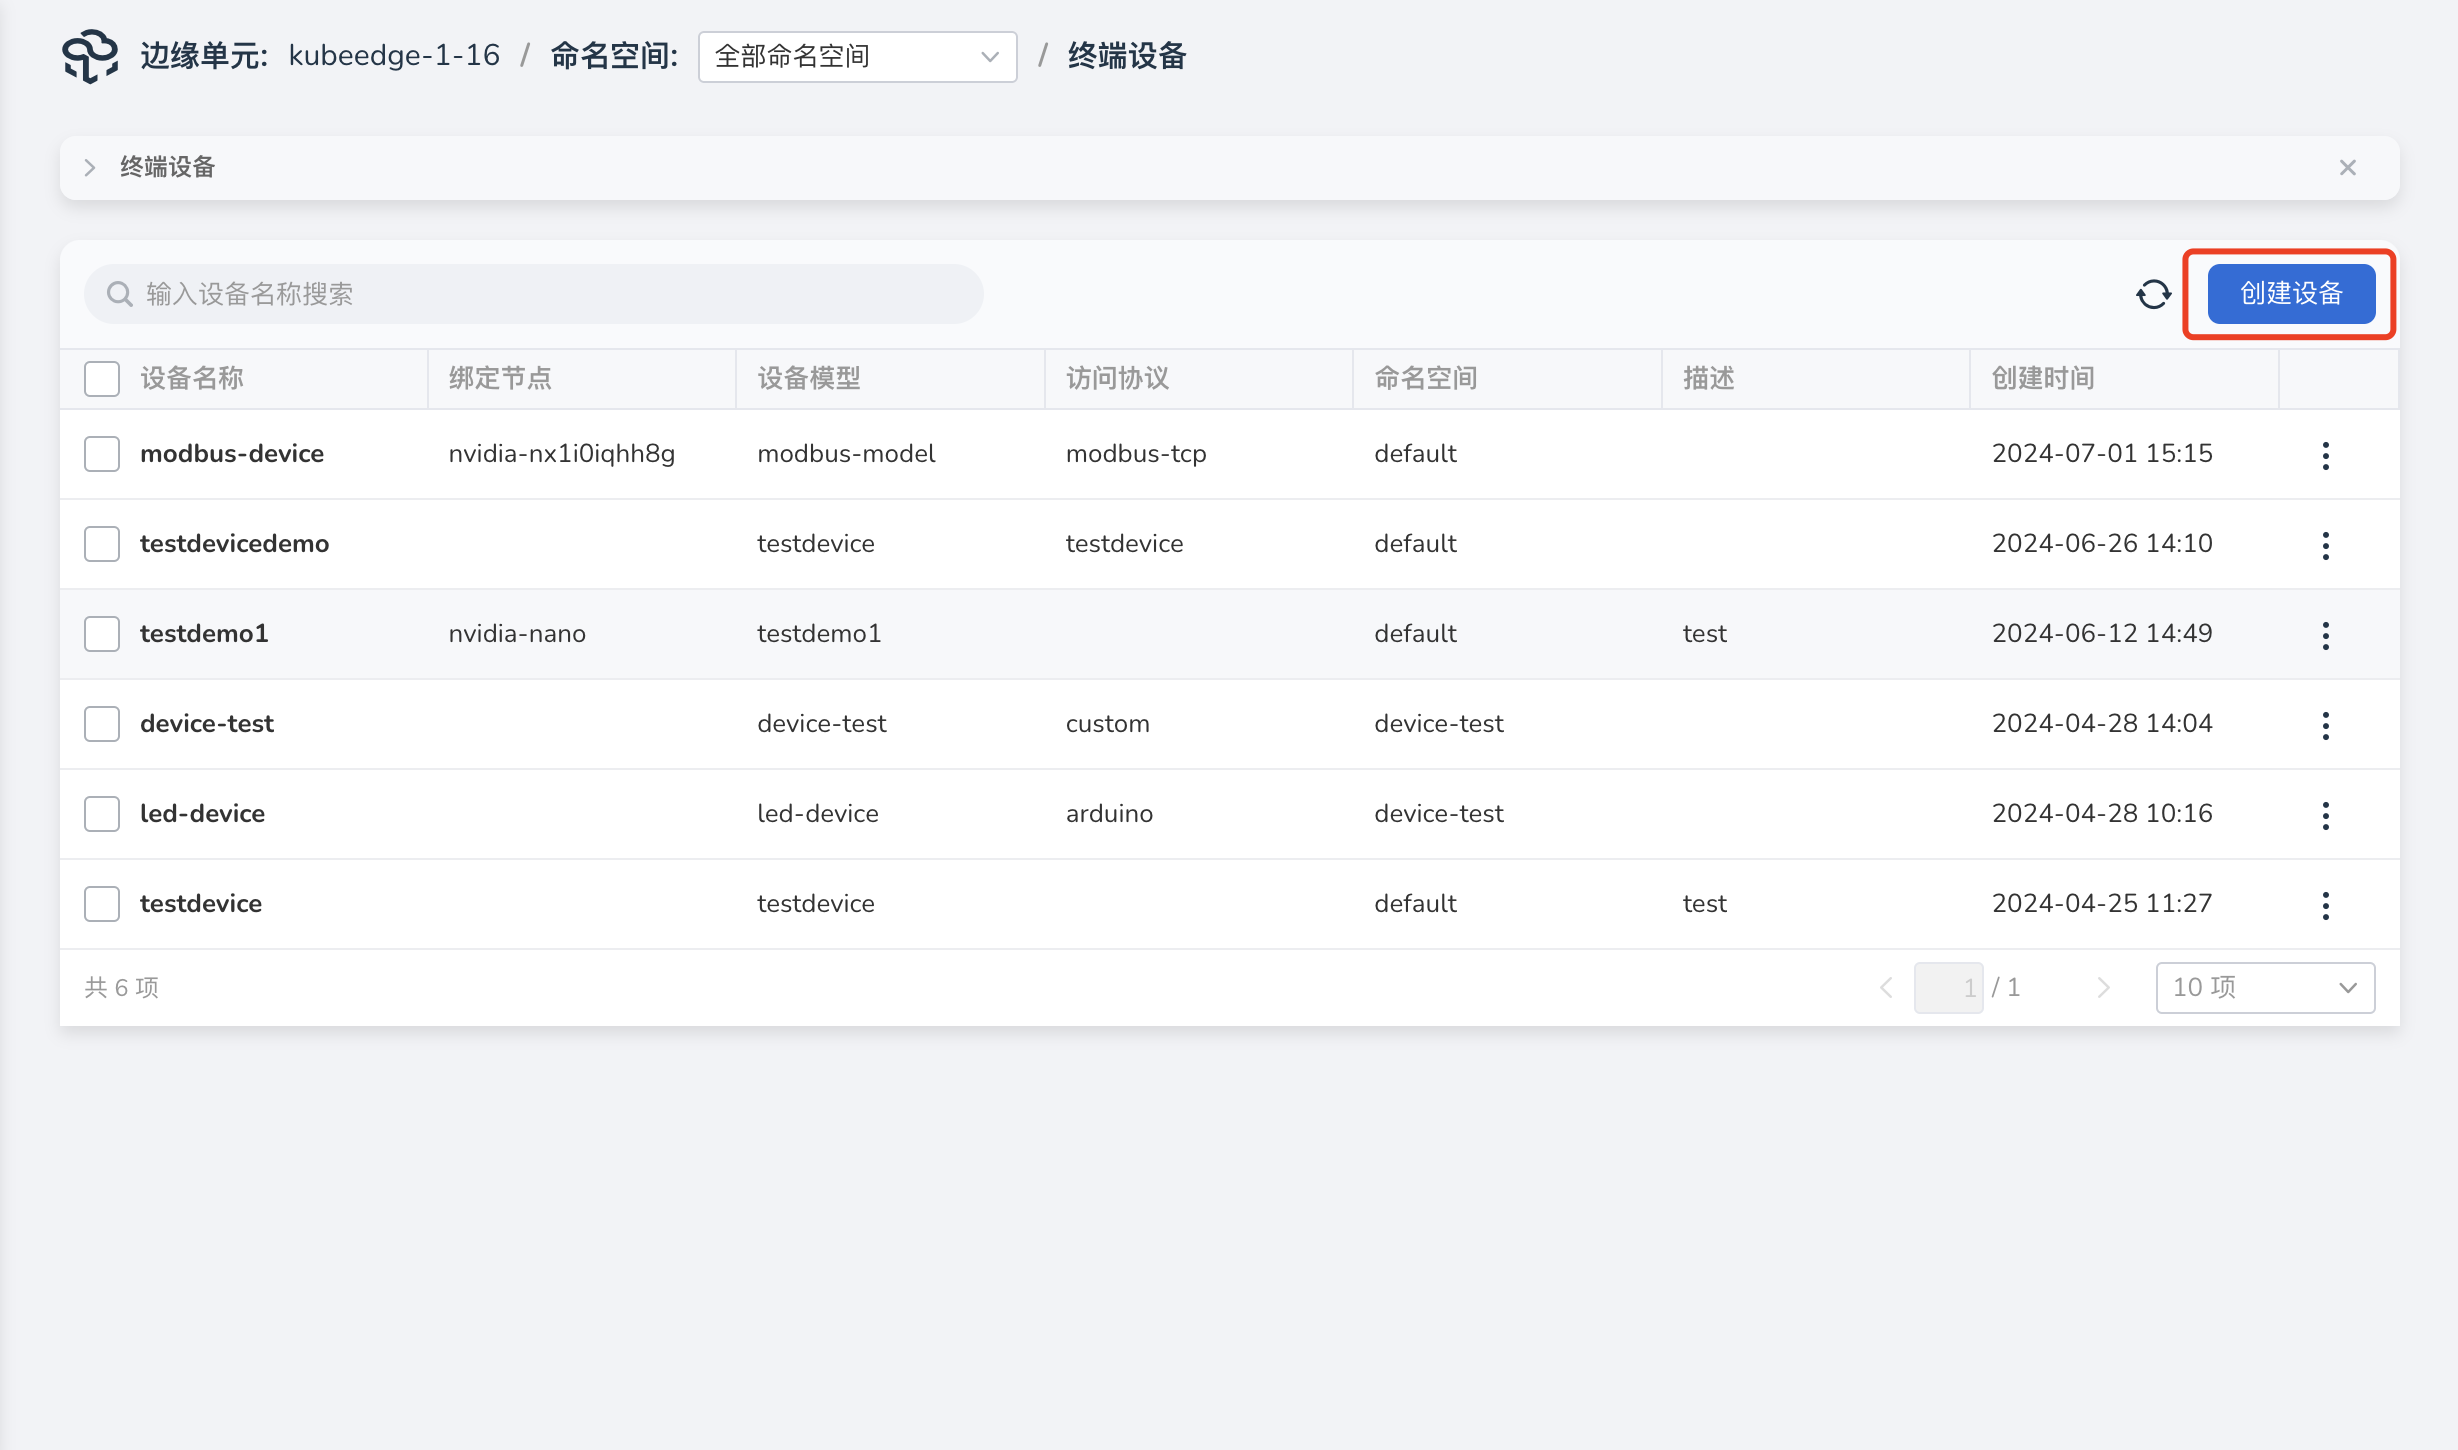 边缘单元: kubeedge-1-16 / 命名空间: 全部命名空间 / 终端设备
终端设备
输入设备名称搜索 创建设备
设备名称 绑定节点 设备模型 访问协议 命名空间 描述 创建时间
modbus-device nvidia-nx1i0iqhh8g modbus-model modbus-tcp default 2024-07-01 15:15
testdevicedemo testdevice testdevice default 2024-06-26 14:10
testdemo1 nvidia-nano testdemo1 default test 2024-06-12 14:49
device-test device-test custom device-test 2024-04-28 14:04
led-device led-device arduino device-test 2024-04-28 10:16
testdevice testdevice default test 2024-04-25 11:27
共 6 项 1 / 1 10 项